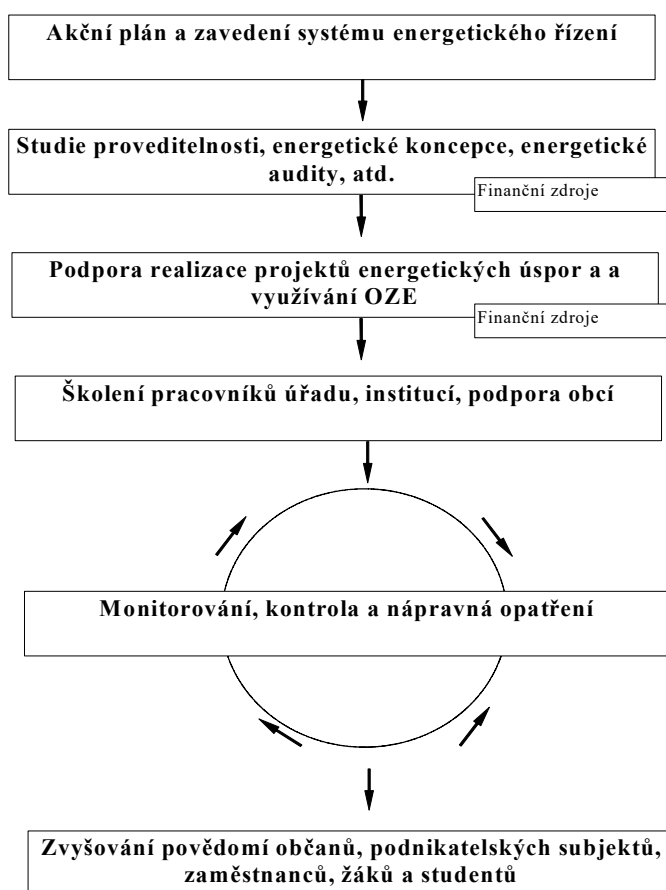 Akční plán a zavedení systému energetického řízení
Studie proveditelnosti, energetické koncepce, energetické
audity, atd.
Finanční zdroje
Podpora realizace projektů energetických úspor a a
využívání OZE
Finanční zdroje
Školení pracovníků úřadu, institucí, podpora obcí
Monitorování, kontrola a nápravná opatření
Zvyšování povědomí občanů, podnikatelských subjektů,
zaměstnanců, žáků a studentů